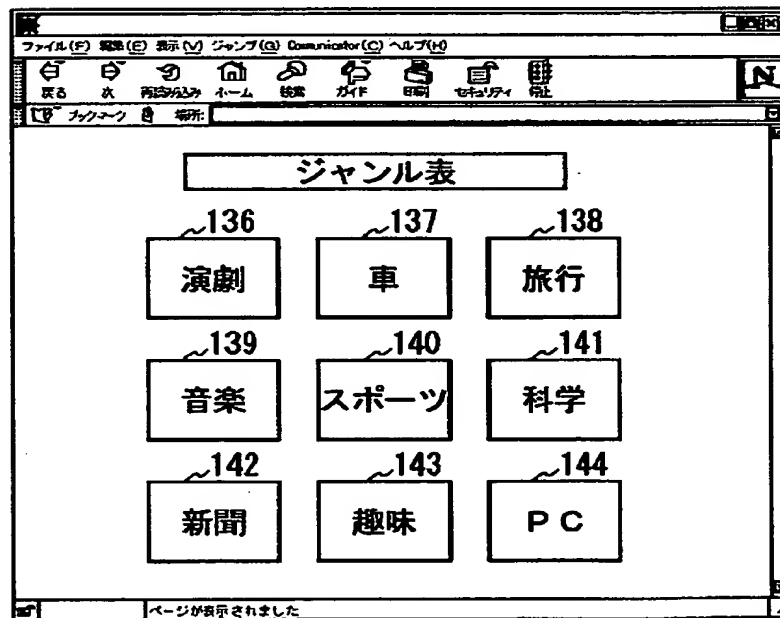 ファイル(F) 編集(E) 表示(V) ジャンプ(G) Communicator(C) ヘルプ(H)
戻る 次 再読み込み ホーム 検索 ガイド 印刷 セキュリティ 停止
N
ブックマーク 場所:
ジャンル表
136 137 138
演劇 車 旅行
139 140 141
音楽 スポーツ 科学
142 143 144
新聞 趣味 PC
ページが表示されました